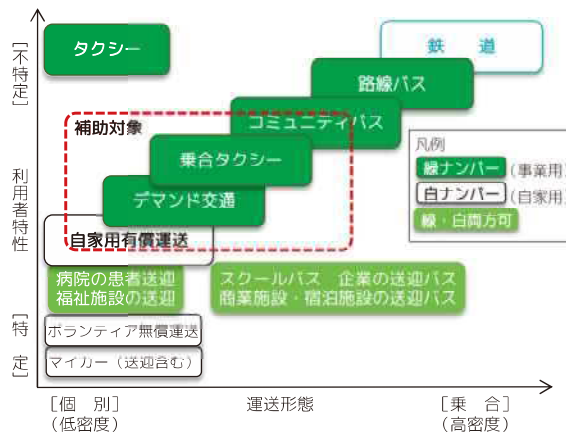 [不特定]
利用者特性
[特 定]
タクシー
鉄 道
路線バス
コミュニティバス
補助対象
乗合タクシー
デマンド交通
自家用有償運送
凡例
緑ナンバー (事業用)
白ナンバー (自家用)
緑・白両方可
病院の患者送迎
福祉施設の送迎
スクールバス 企業の送迎バス
商業施設・宿泊施設の送迎バス
ボランティア無償運送
マイカー（送迎含む）
[個 別]
(低密度)
運送形態
[乗 合]
(高密度)